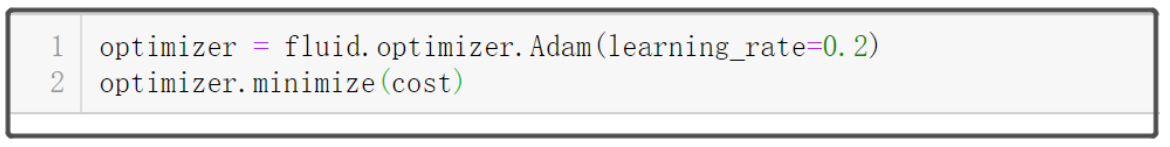 1 optimizer = fluid.optimizer.Adam(learning_rate=0.2)
2 optimizer.minimize(cost)